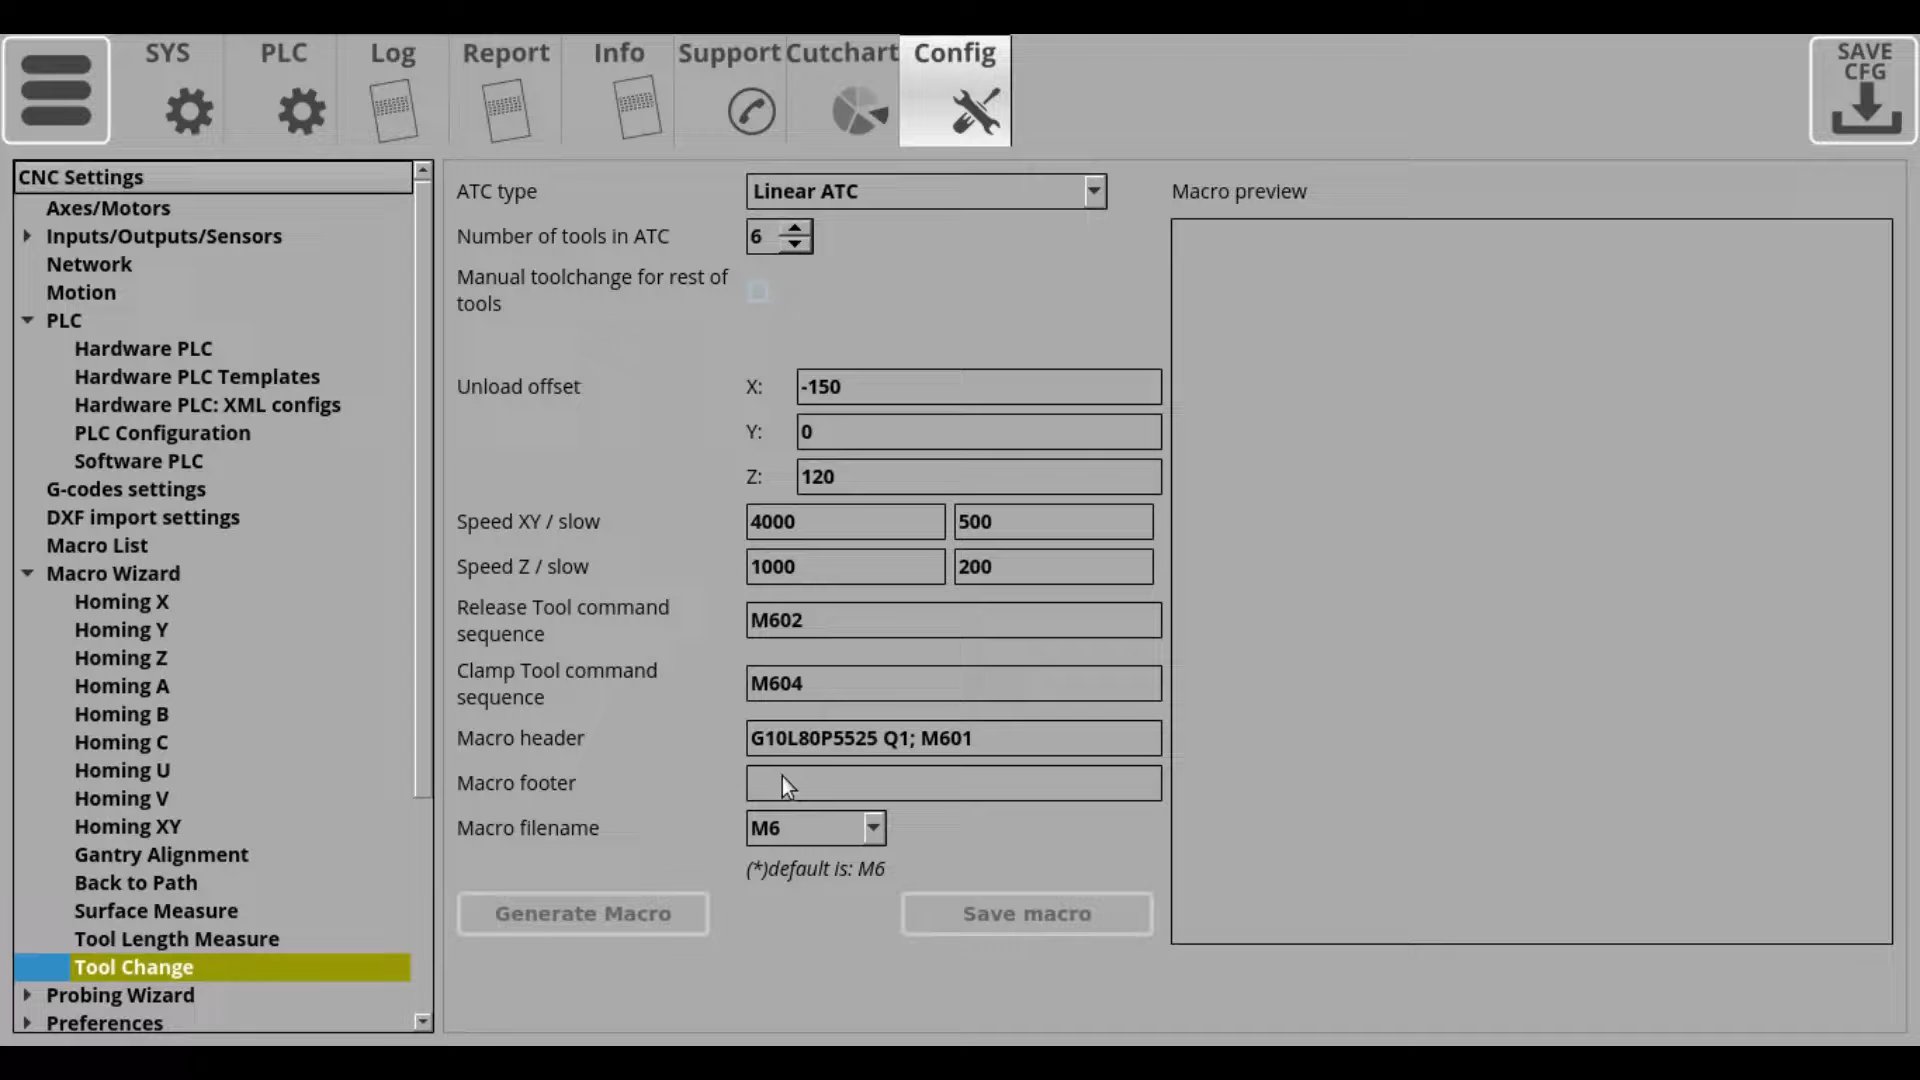 SYS
PLC
Log
Report
Info
Support
Cutchart
Config
SAVE
CFG
CNC Settings
Axes/Motors
Inputs/Outputs/Sensors
Network
Motion
PLC
Hardware PLC
Hardware PLC Templates
Hardware PLC: XML configs
PLC Configuration
Software PLC
G-codes settings
DXF import settings
Macro List
Macro Wizard
Homing X
Homing Y
Homing Z
Homing A
Homing B
Homing C
Homing U
Homing V
Homing XY
Gantry Alignment
Back to Path
Surface Measure
Tool Length Measure
Tool Change
Probing Wizard
Preferences
ATC type
Linear ATC
Number of tools in ATC
6
Manual toolchange for rest of
tools
Unload offset
X: -150
Y: 0
Z: 120
Speed XY / slow
4000 500
Speed Z / slow
1000 200
Release Tool command
sequence
M602
Clamp Tool command
sequence
M604
Macro header
G10L80P5525 Q1; M601
Macro footer
Macro filename
M6
(*)default is: M6
Generate Macro
Save macro
Macro preview